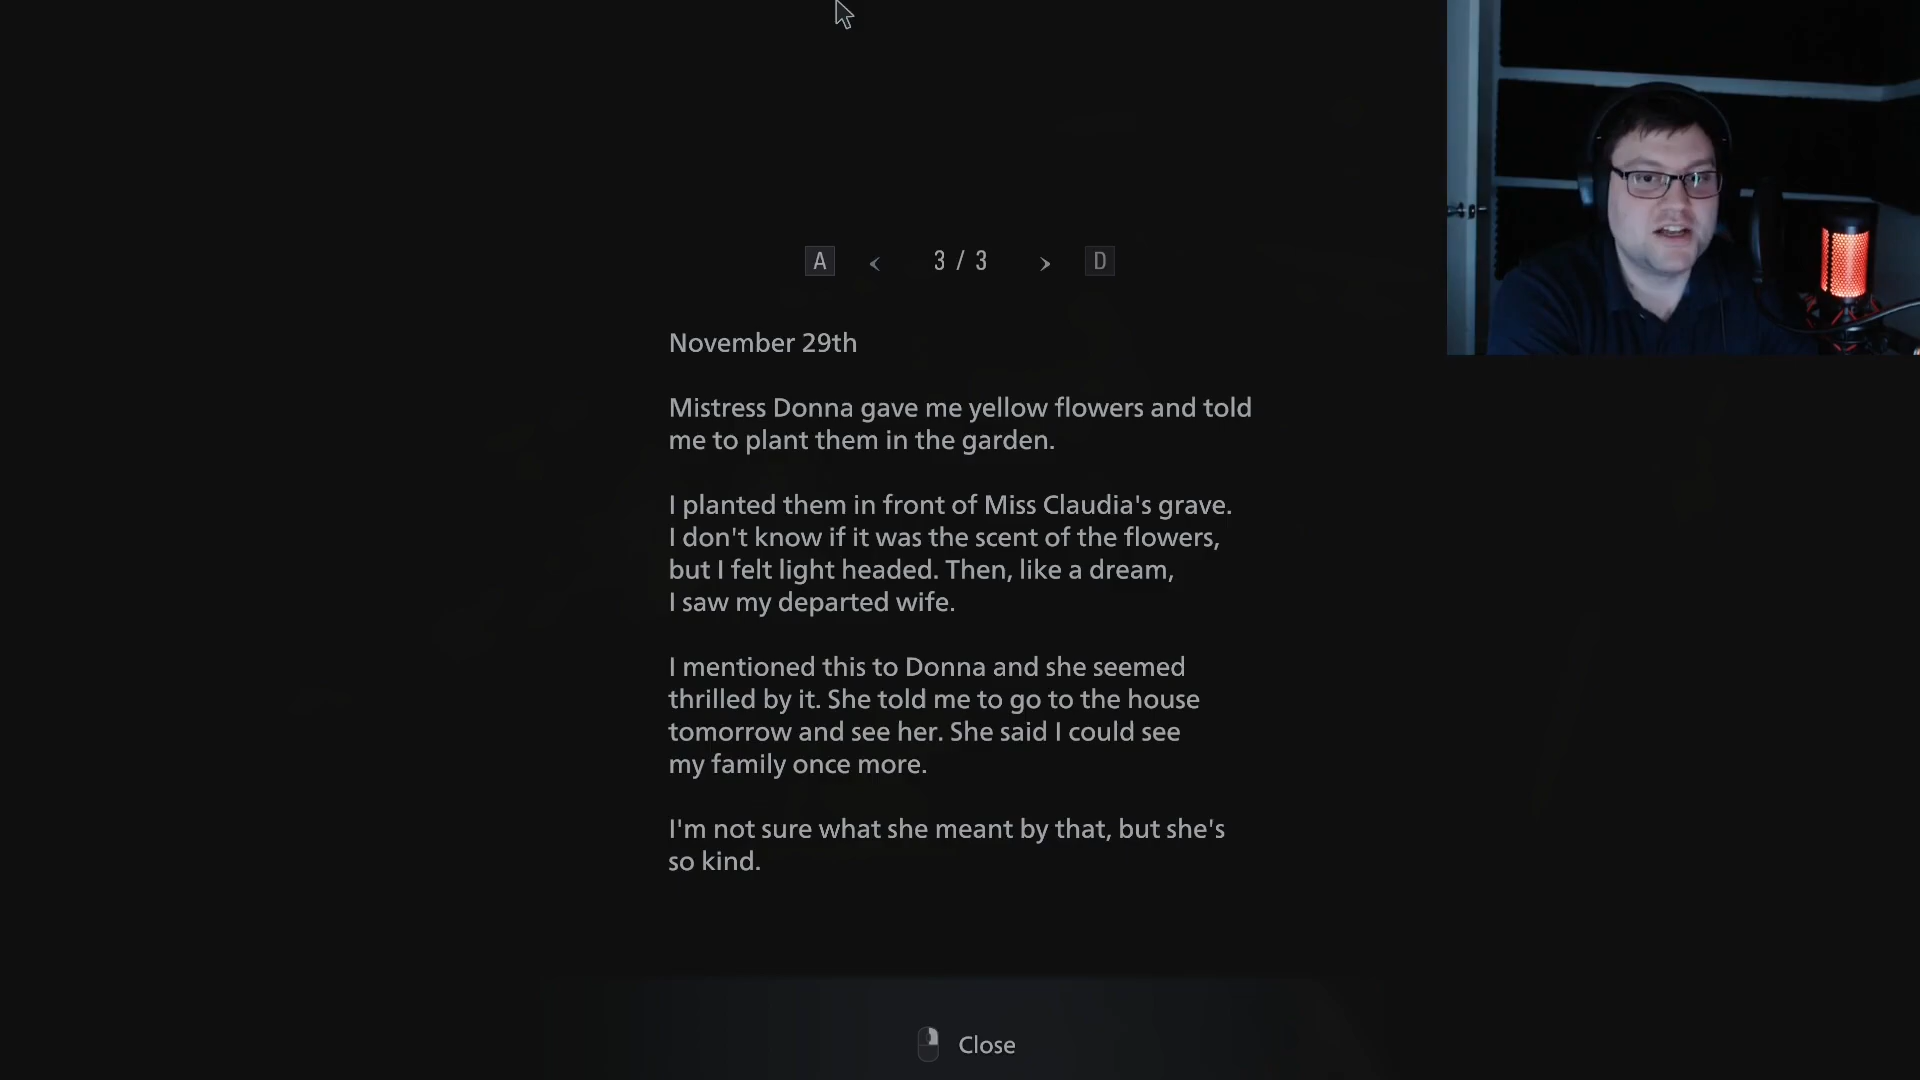 A < 3 / 3 > D
November 29th
Mistress Donna gave me yellow flowers and told
me to plant them in the garden.
I planted them in front of Miss Claudia's grave.
I don't know if it was the scent of the flowers,
but I felt light headed. Then, like a dream,
I saw my departed wife.
I mentioned this to Donna and she seemed
thrilled by it. She told me to go to the house
tomorrow and see her. She said I could see
my family once more.
I'm not sure what she meant by that, but she's
so kind.
Close